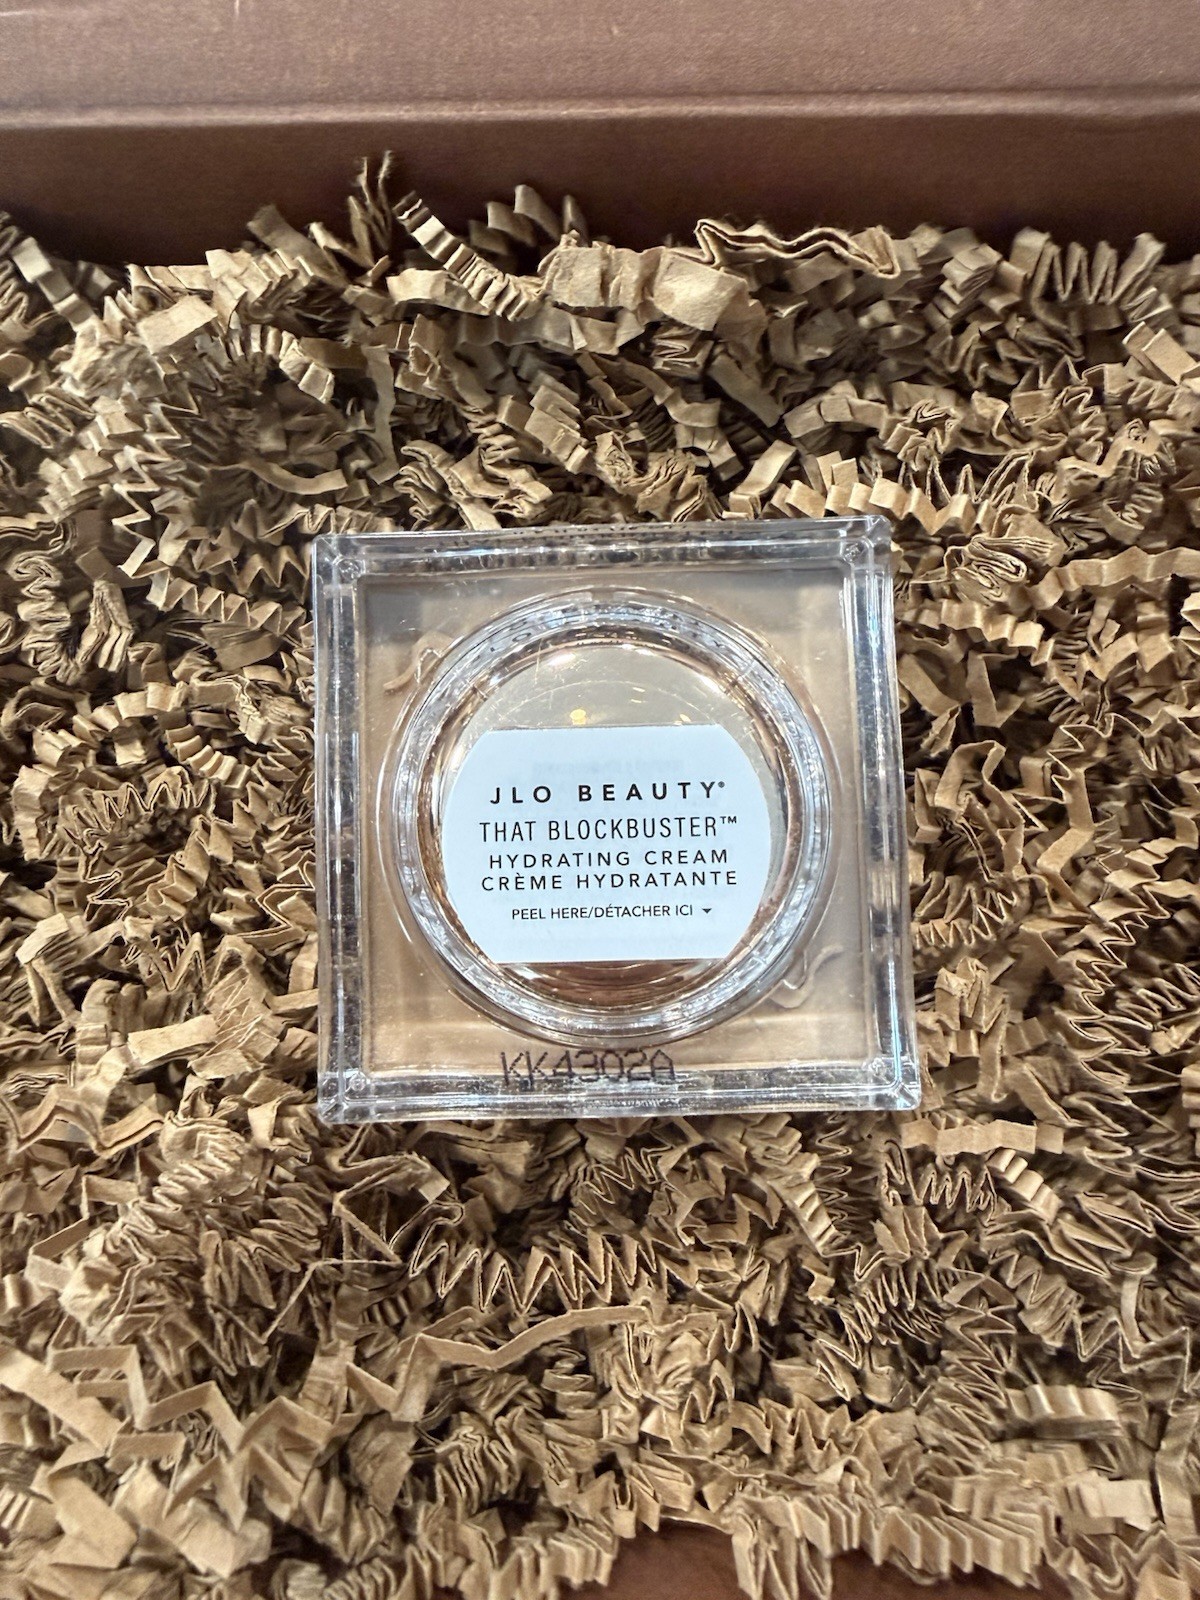 JLO BEAUTY®
THAT BLOCKBUSTER™
HYDRATING CREAM
CRÈME HYDRATANTE
PEEL HERE/DÉTACHER ICI
KK4302A